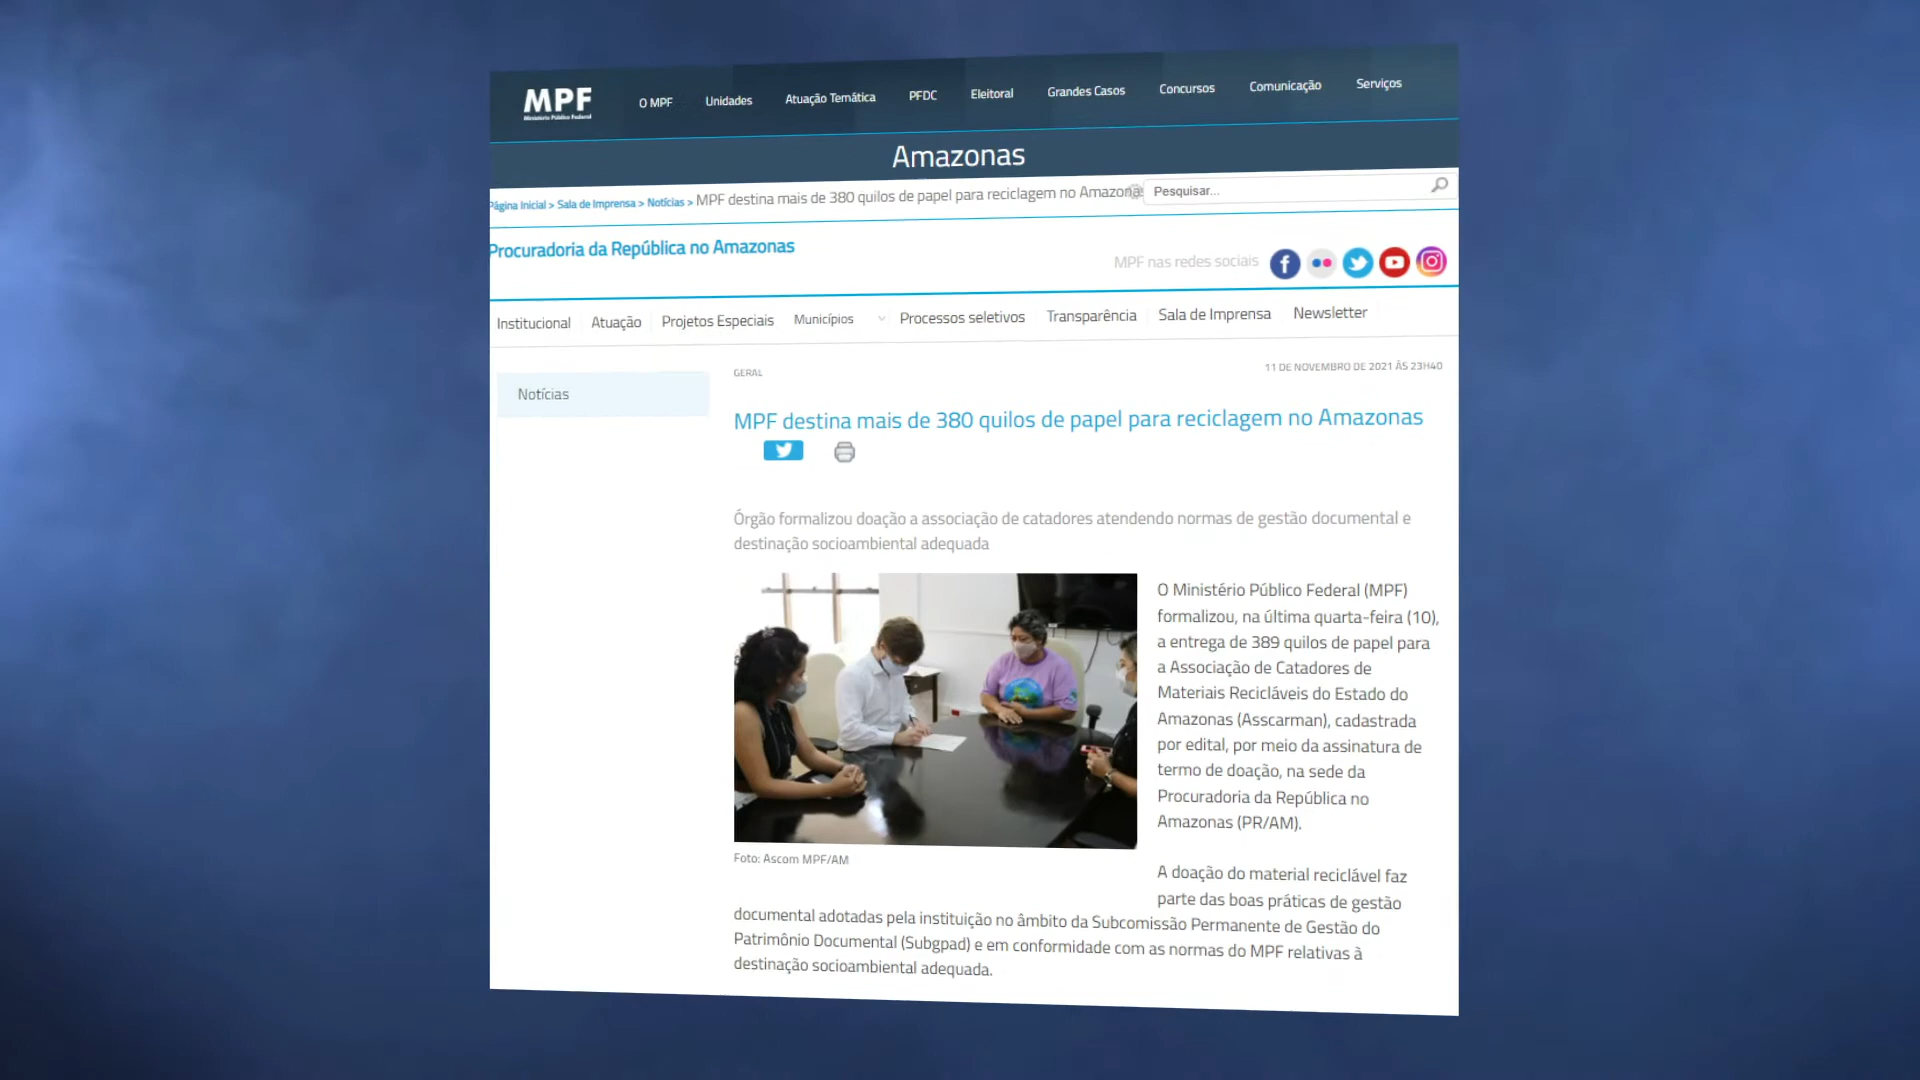 MPF
Ministério Público Federal
O MPF
Unidades
Atuação Temática
PFDC
Eleitoral
Grandes Casos
Concursos
Comunicação
Serviços
Amazonas
Página Inicial > Sala de Imprensa > Notícias > MPF destina mais de 380 quilos de papel para reciclagem no Amazonas
Pesquisar...
Procuradoria da República no Amazonas
MPF nas redes sociais
Institucional
Atuação
Projetos Especiais
Municípios
Processos seletivos
Transparência
Sala de Imprensa
Newsletter
Notícias
GERAL
11 DE NOVEMBRO DE 2021 ÀS 23H40
MPF destina mais de 380 quilos de papel para reciclagem no Amazonas
Órgão formalizou doação a associação de catadores atendendo normas de gestão documental e
destinação socioambiental adequada
O Ministério Público Federal (MPF)
formalizou, na última quarta-feira (10),
a entrega de 389 quilos de papel para
a Associação de Catadores de
Materiais Recicláveis do Estado do
Amazonas (Asscarman), cadastrada
por edital, por meio da assinatura de
termo de doação, na sede da
Procuradoria da República no
Amazonas (PR/AM).
Foto: Ascom MPF/AM
A doação do material reciclável faz
parte das boas práticas de gestão
documental adotadas pela instituição no âmbito da Subcomissão Permanente de Gestão do
Patrimônio Documental (Subgpad) e em conformidade com as normas do MPF relativas à
destinação socioambiental adequada.